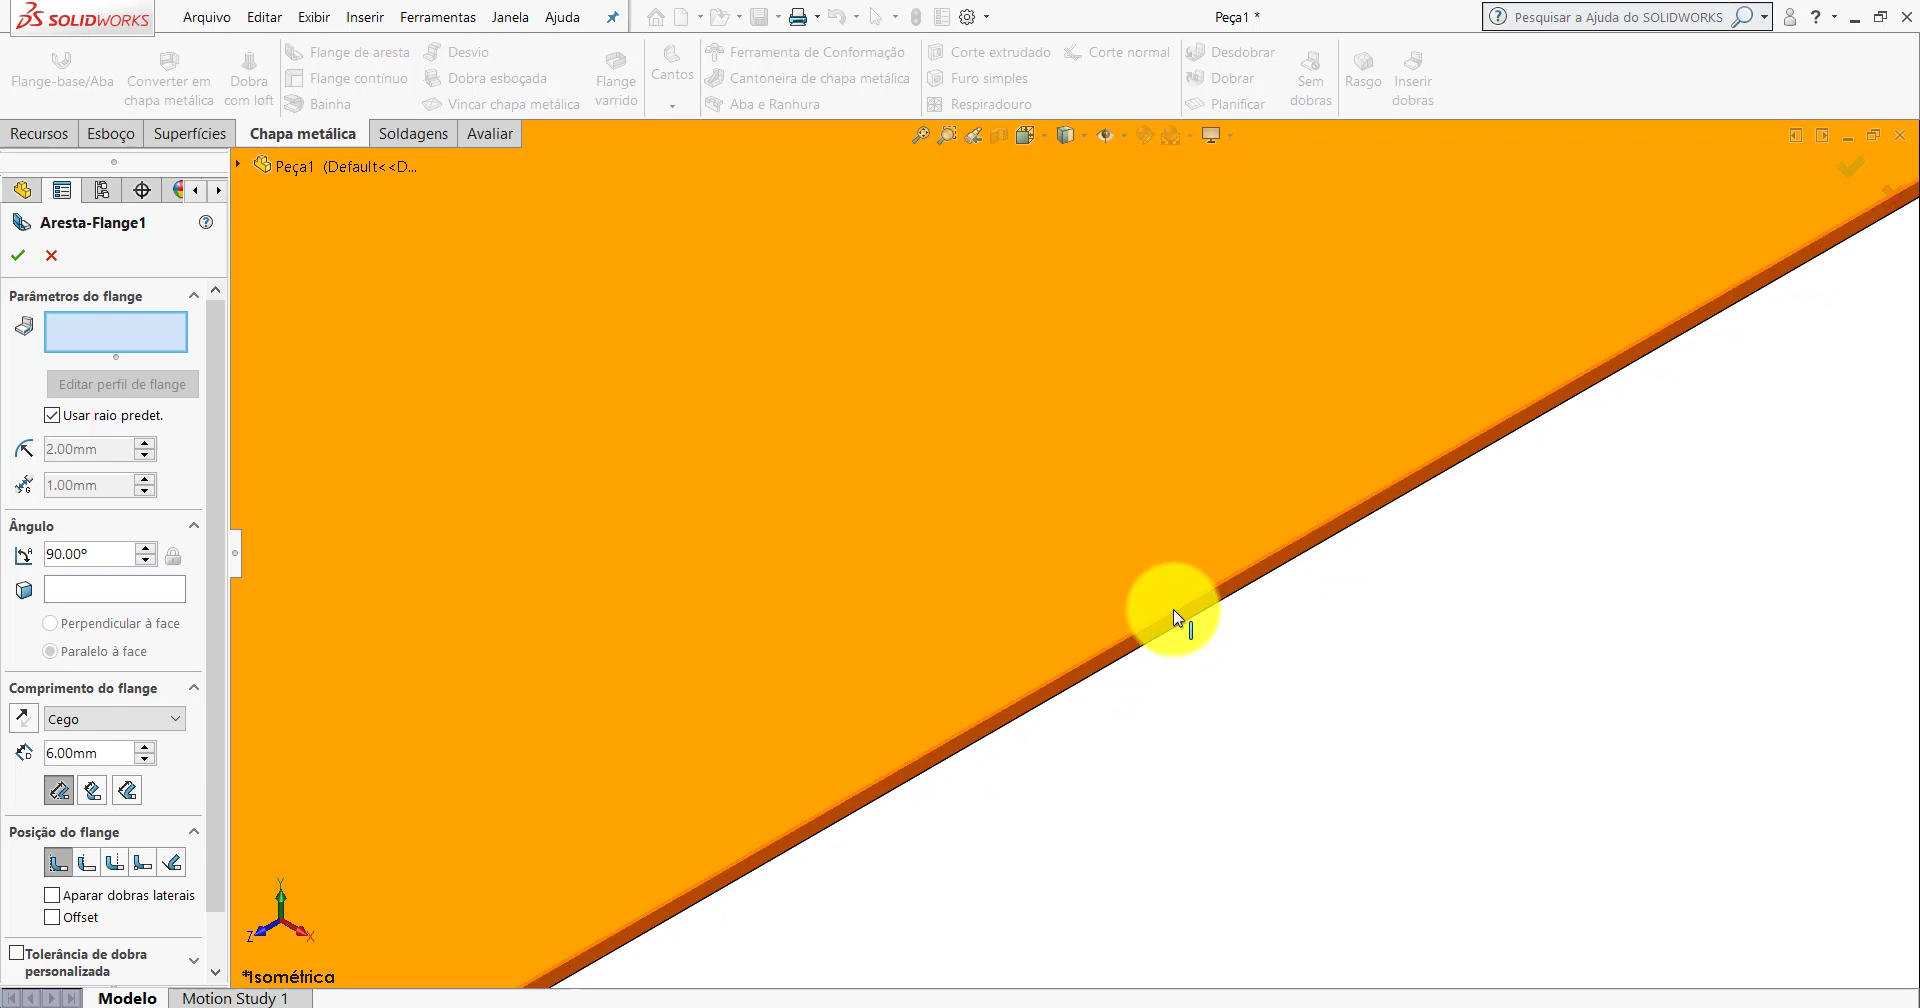 SOLIDWORKS
Arquivo Editar Exibir Inserir Ferramentas Janela Ajuda
Peça1 *
Pesquisar a Ajuda do SOLIDWORKS
Flange-base/Aba
Converter em
chapa metálica
Dobra
com loft
Flange de aresta
Flange contínuo
Bainha
Desvio
Dobra esboçada
Vincar chapa metálica
Flange
varrido
Cantos
Ferramenta de Conformação
Cantoneira de chapa metálica
Aba e Ranhura
Corte extrudado
Furo simples
Respiradouro
Corte normal
Desdobrar
Dobrar
Planificar
Sem
dobras
Rasgo
Inserir
dobras
Recursos Esboço Superfícies Chapa metálica Soldagens Avaliar
Peça1 (Default<<D...
Aresta-Flange1
Parâmetros do flange
Editar perfil de flange
Usar raio predet.
2.00mm
1.00mm
Ângulo
90.00°
Perpendicular à face
Paralelo à face
Comprimento do flange
Cego
6.00mm
Posição do flange
Aparar dobras laterais
Offset
Tolerância de dobra
personalizada
Y
Z
X
*Isométrica
Modelo Motion Study 1